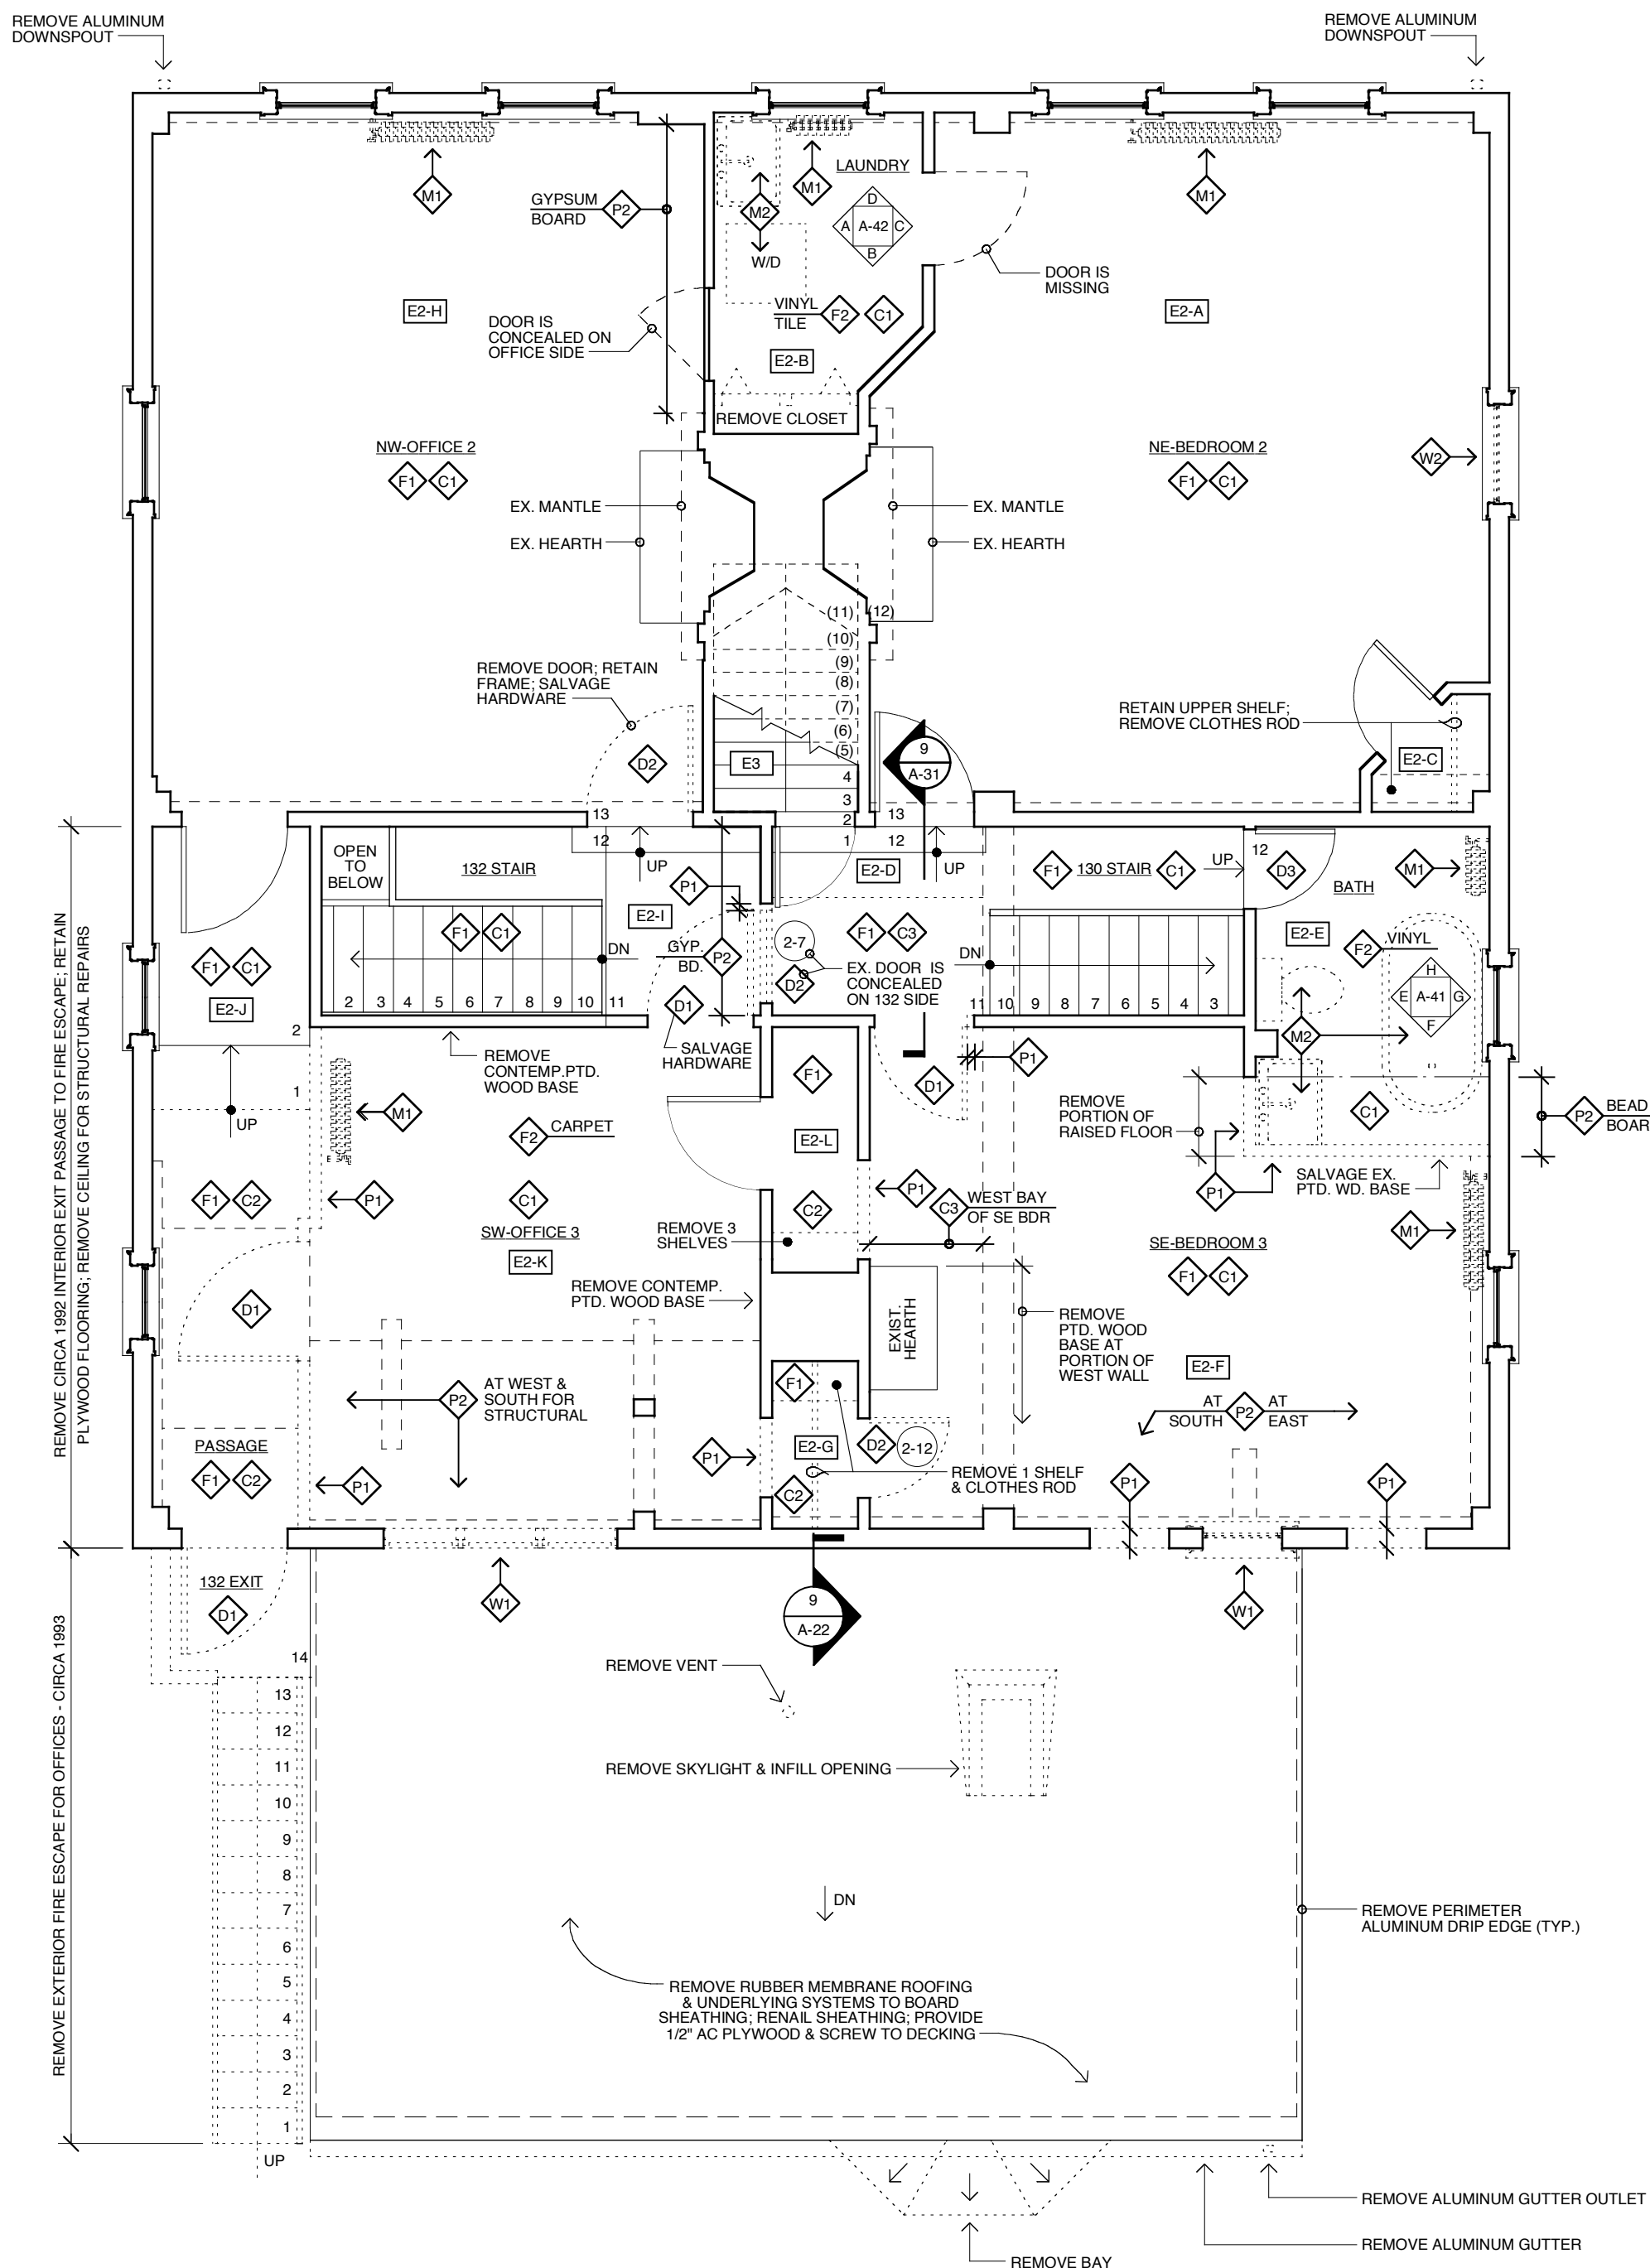 REMOVE ALUMINUM
DOWNSPOUT
REMOVE ALUMINUM
DOWNSPOUT
M1
GYPSUM
BOARD
P2
M2
W/D
M1
LAUNDRY
D
A
A-42
C
B
M1
DOOR IS
MISSING
E2-H
DOOR IS
CONCEALED ON
OFFICE SIDE
VINYL
TILE
F2
C1
E2-B
E2-A
REMOVE CLOSET
NW-OFFICE 2
F1
C1
NE-BEDROOM 2
F1
C1
W2
EX. MANTLE
EX. HEARTH
EX. MANTLE
EX. HEARTH
(11)
(12)
(10)
(9)
(8)
(7)
(6)
(5)
4
3
2
1
E3
REMOVE DOOR; RETAIN
FRAME; SALVAGE
HARDWARE
D2
9
A-31
RETAIN UPPER SHELF;
REMOVE CLOTHES ROD
E2-C
13
12
UP
13
12
UP
OPEN
TO
BELOW
132 STAIR
P1
E2-I
E2-D
F1
130 STAIR
C1
UP
12
D3
M1
BATH
F1
C1
E2-J
F1
C1
DN
GYP.
BD.
P2
2-7
D2
F1
C3
EX. DOOR IS
CONCEALED
ON 132 SIDE
DN
E2-E
F2
VINYL
H
E
A-41
G
F
2
3
4
5
6
7
8
9
10
11
11
10
9
8
7
6
5
4
3
D1
SALVAGE
HARDWARE
M2
2
1
UP
REMOVE
CONTEMP.PTD.
WOOD BASE
M1
F1
D1
P1
REMOVE
PORTION OF
RAISED FLOOR
C1
P2
BEAD
BOAR
F2
CARPET
E2-L
F1
C2
P1
C1
SW-OFFICE 3
E2-K
REMOVE 3
SHELVES
C2
P1
C3
WEST BAY
OF SE BDR
P1
SALVAGE EX.
PTD. WD. BASE
M1
SE-BEDROOM 3
F1
C1
D1
REMOVE CONTEMP.
PTD. WOOD BASE
EXIST.
HEARTH
REMOVE
PTD. WOOD
BASE AT
PORTION OF
WEST WALL
E2-F
P2
AT WEST &
SOUTH FOR
STRUCTURAL
F1
AT
SOUTH
P2
AT
EAST
PASSAGE
F1
C2
P1
P1
E2-G
D2
2-12
C2
REMOVE 1 SHELF
& CLOTHES ROD
P1
P1
REMOVE CIRCA 1992 INTERIOR EXIT PASSAGE TO FIRE ESCAPE; RETAIN
PLYWOOD FLOORING; REMOVE CEILING FOR STRUCTURAL REPAIRS
132 EXIT
D1
W1
9
A-22
W1
14
13
12
11
10
9
8
7
6
5
4
3
2
1
UP
REMOVE VENT
REMOVE SKYLIGHT & INFILL OPENING
DN
REMOVE PERIMETER
ALUMINUM DRIP EDGE (TYP.)
REMOVE RUBBER MEMBRANE ROOFING
& UNDERLYING SYSTEMS TO BOARD
SHEATHING; RENAIL SHEATHING; PROVIDE
1/2" AC PLYWOOD & SCREW TO DECKING
REMOVE EXTERIOR FIRE ESCAPE FOR OFFICES - CIRCA 1993
REMOVE ALUMINUM GUTTER OUTLET
REMOVE ALUMINUM GUTTER
REMOVE BAY